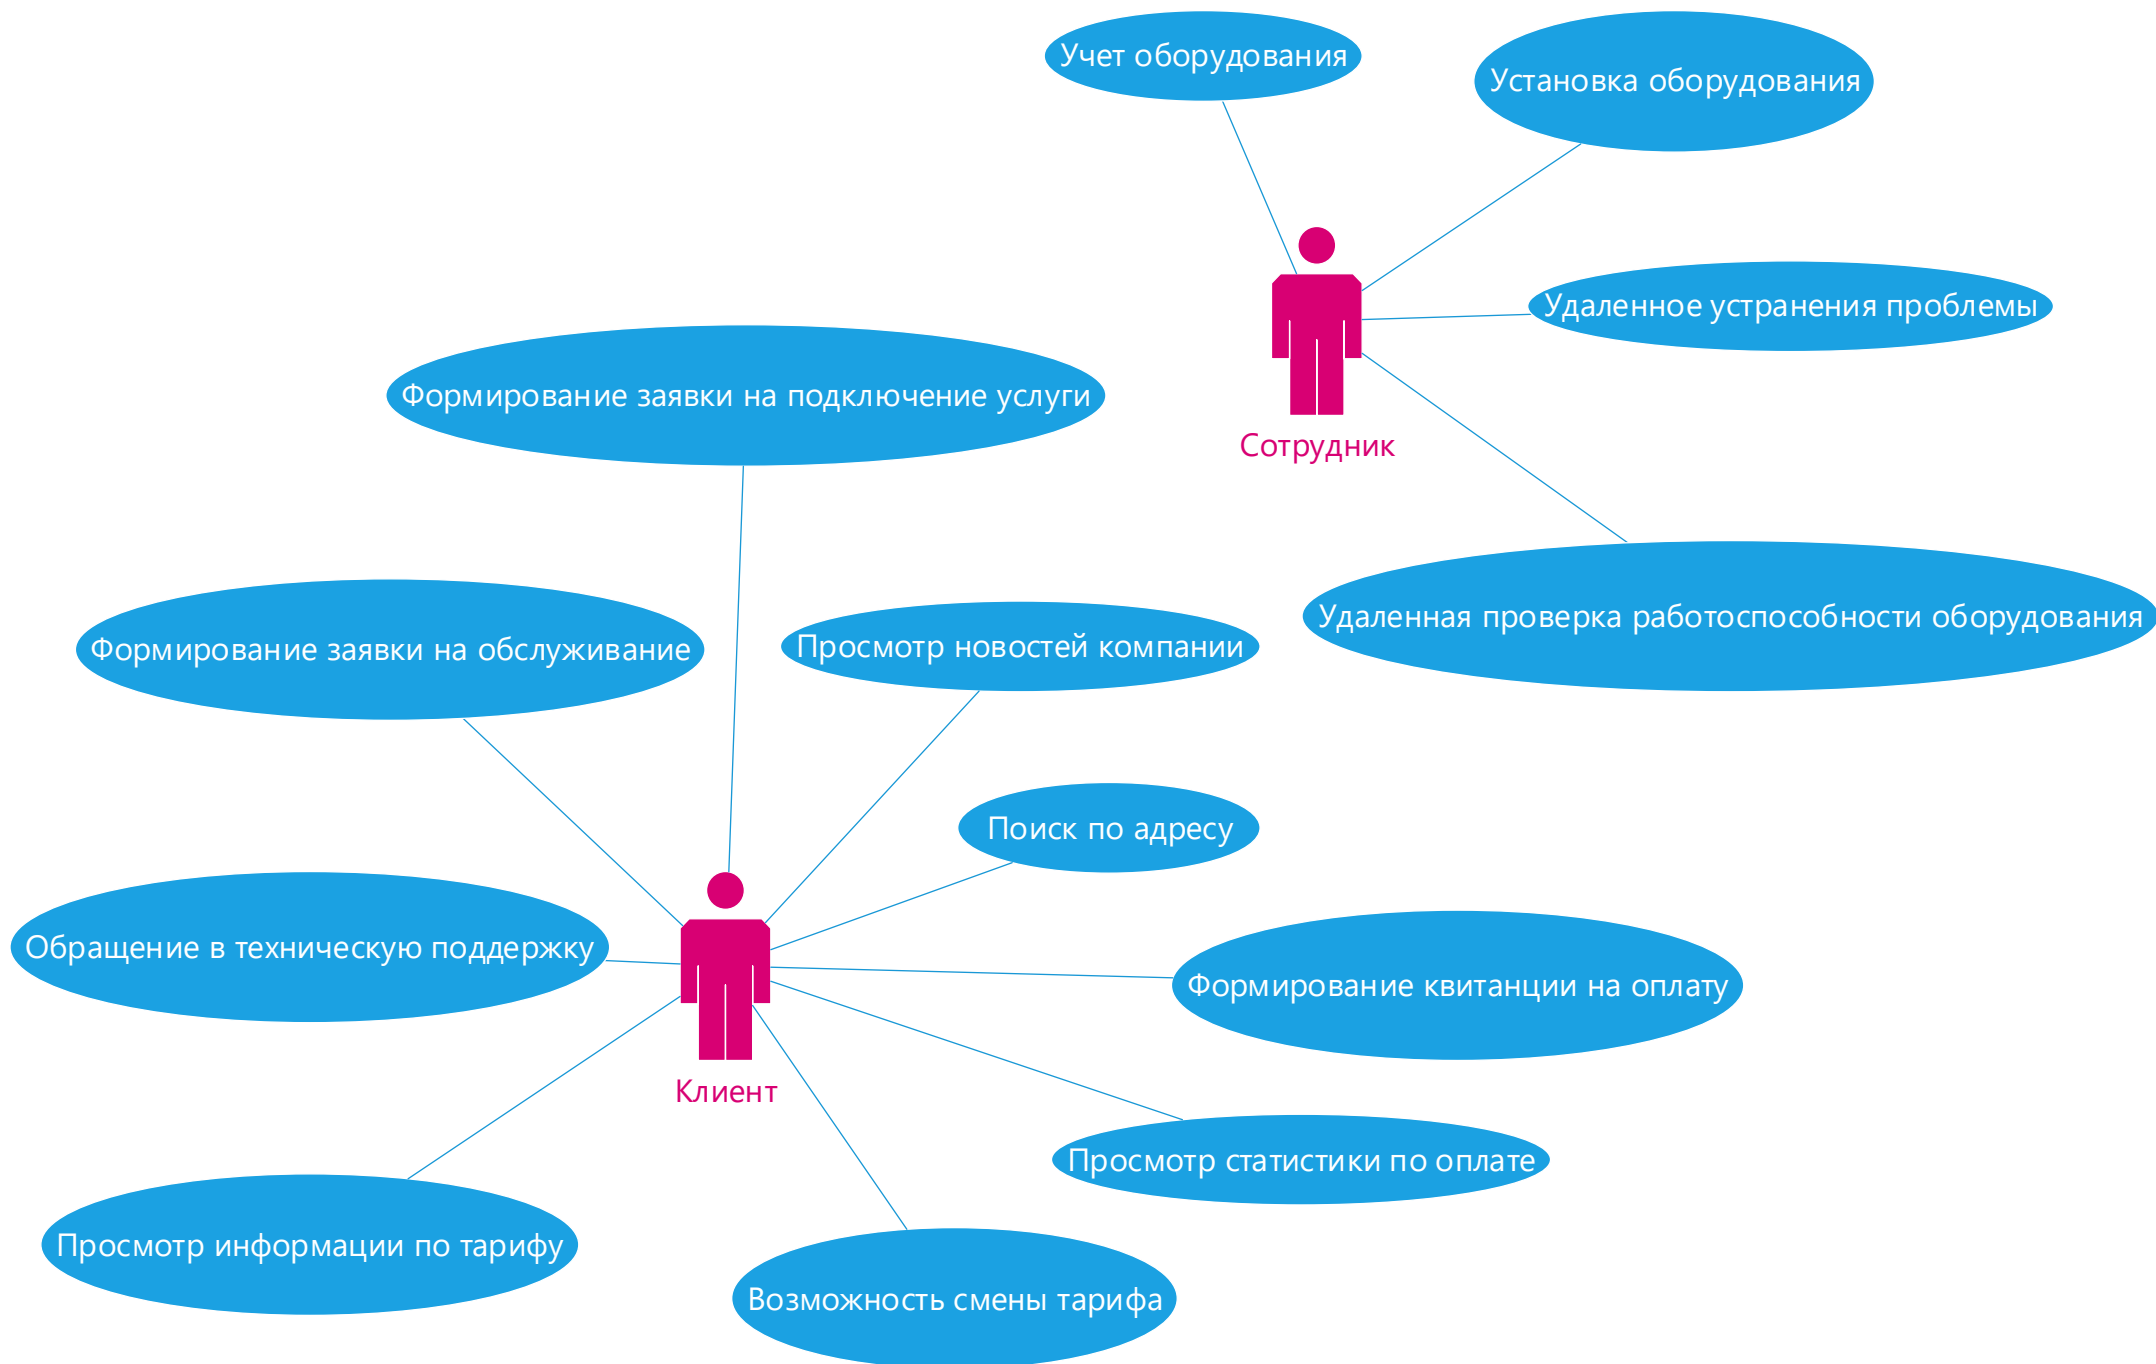 Учет оборудования
Установка оборудования
Удаленное устранения проблемы
Формирование заявки на подключение услуги
Сотрудник
Удаленная проверка работоспособности оборудования
Формирование заявки на обслуживание
Просмотр новостей компании
Поиск по адресу
Обращение в техническую поддержку
Формирование квитанции на оплату
Клиент
Просмотр статистики по оплате
Просмотр информации по тарифу
Возможность смены тарифа